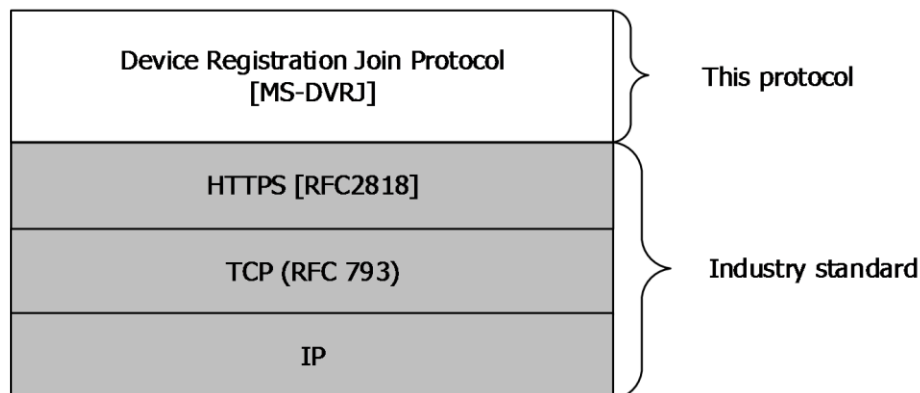 Device Registration Join Protocol
[MS-DVRJ]
This protocol
HTTPS [RFC2818]
TCP (RFC 793)
Industry standard
IP